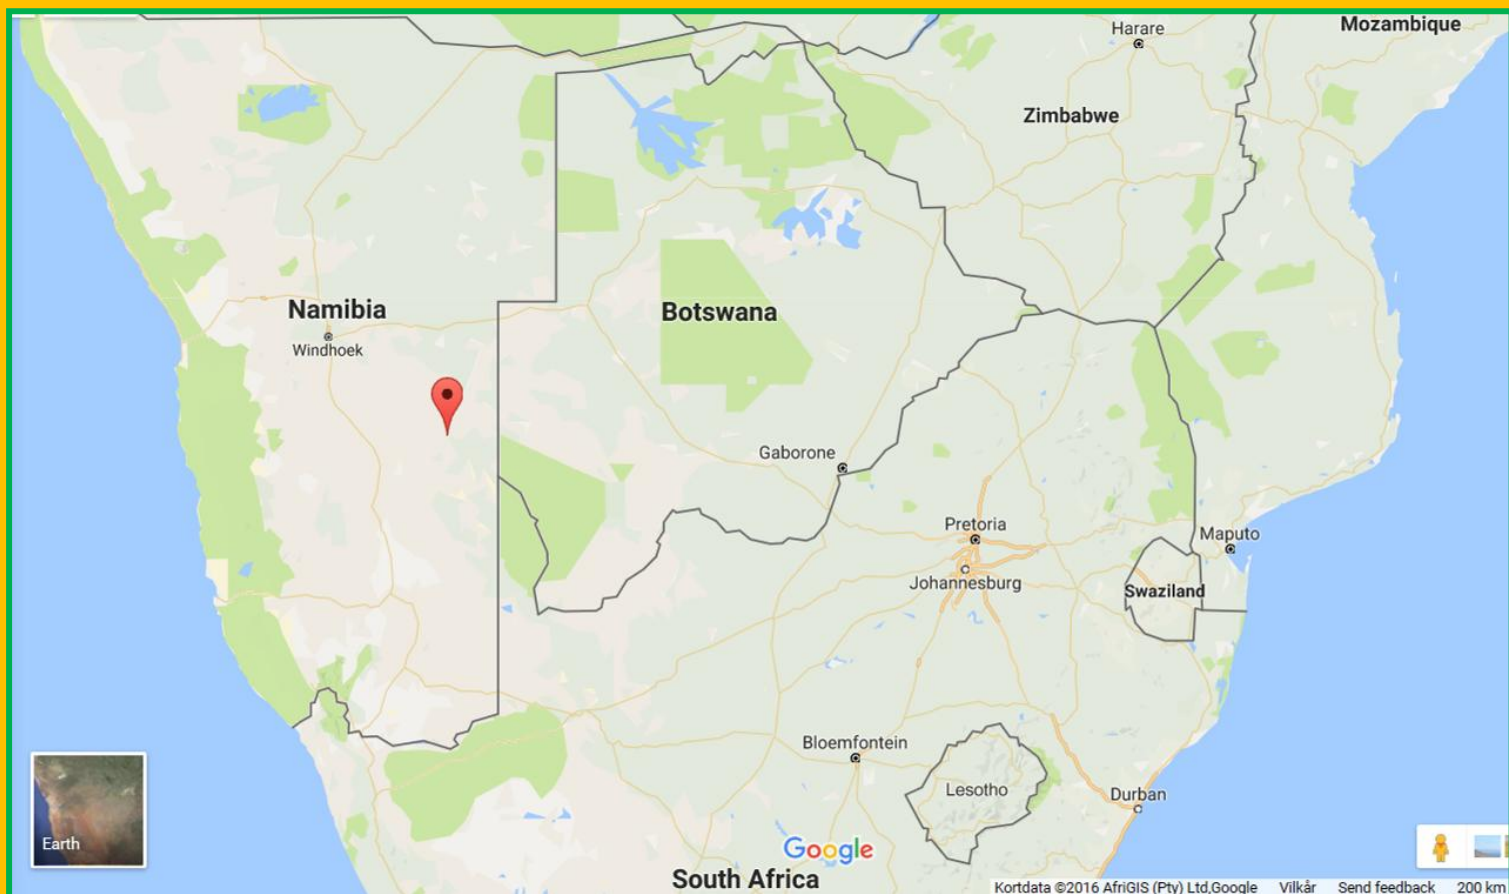 Harare
Mozambique
Zimbabwe
Namibia
Botswana
Windhoek
Gaborone
Pretoria
Maputo
Johannesburg
Swaziland
Bloemfontein
Lesotho
Durban
Earth
Google
South Africa
Kortdata ©2016 AfriGIS (Pty) Ltd,Google Vilkår Send feedback 200 km